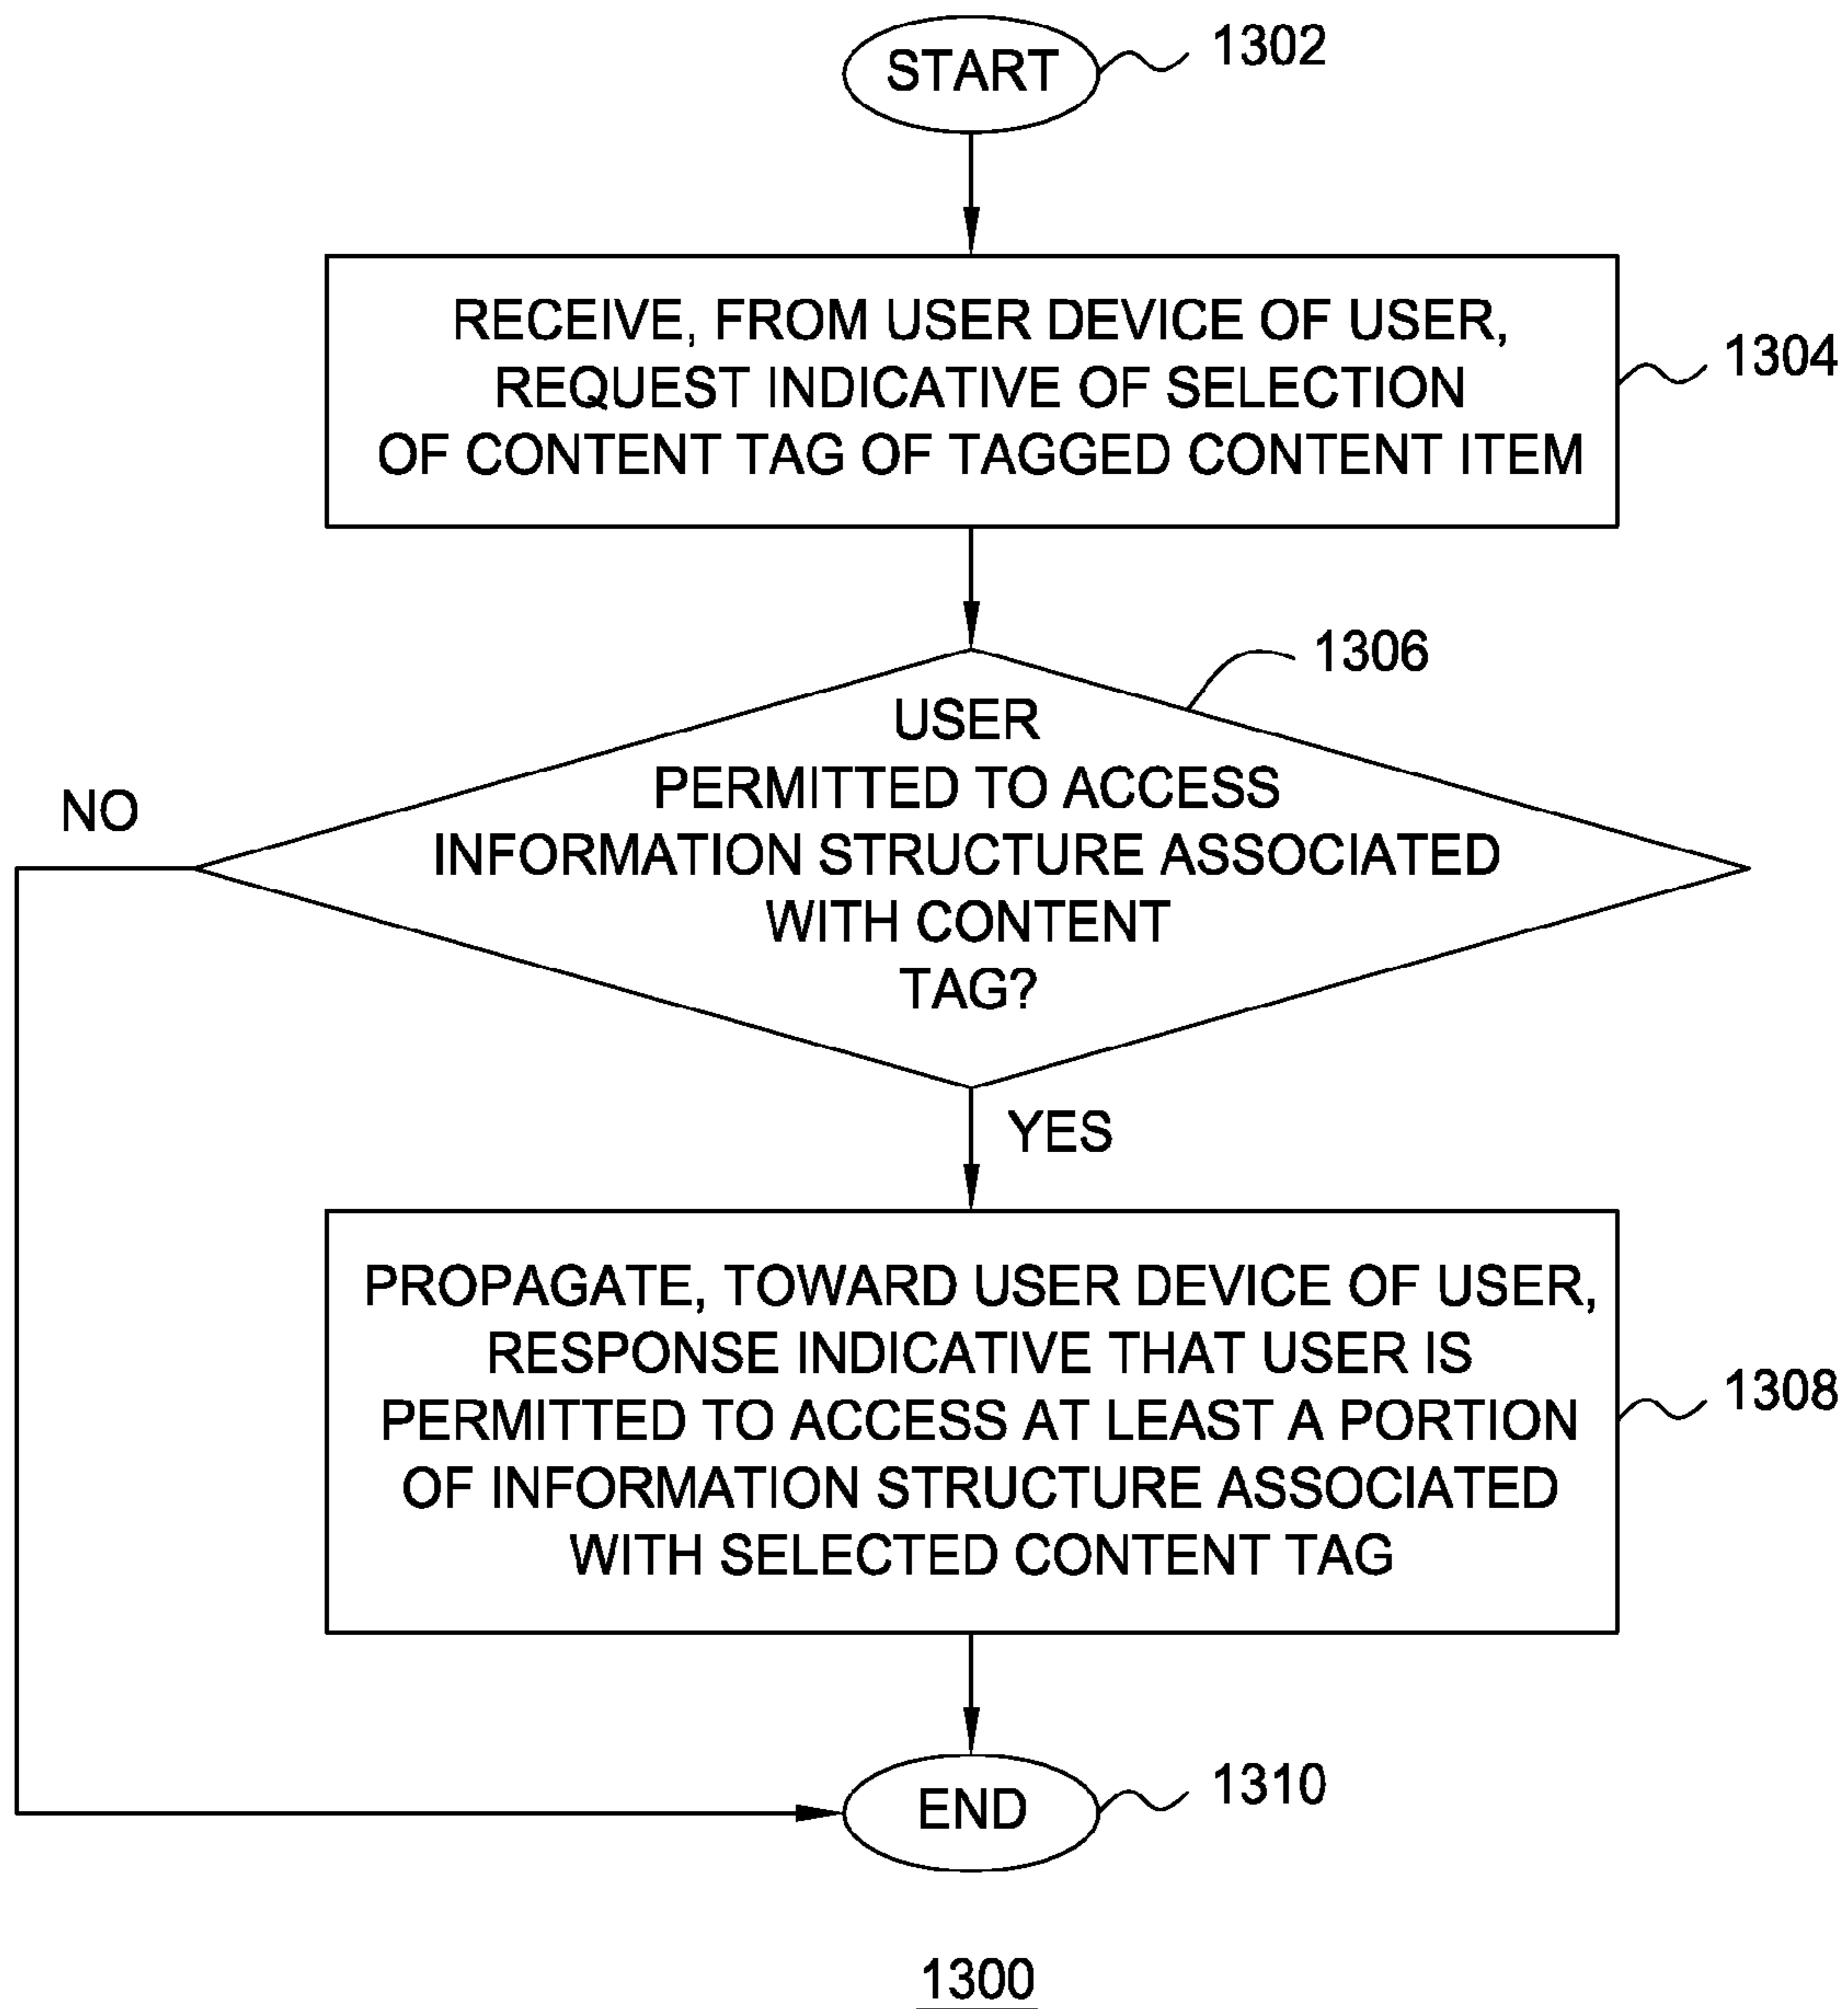 START
1302
RECEIVE, FROM USER DEVICE OF USER,
REQUEST INDICATIVE OF SELECTION
OF CONTENT TAG OF TAGGED CONTENT ITEM
1304
1306
USER
PERMITTED TO ACCESS
INFORMATION STRUCTURE ASSOCIATED
WITH CONTENT
TAG?
NO
YES
PROPAGATE, TOWARD USER DEVICE OF USER,
RESPONSE INDICATIVE THAT USER IS
PERMITTED TO ACCESS AT LEAST A PORTION
OF INFORMATION STRUCTURE ASSOCIATED
WITH SELECTED CONTENT TAG
1308
END
1310
1300